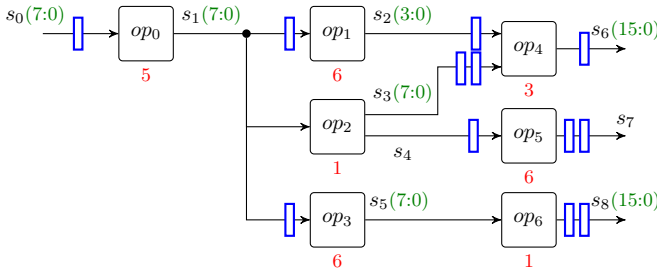 s₀(7:0) op₀ s₁(7:0) op₁ s₂(3:0) op₄ s₆(15:0)
5 6 s₃(7:0) 3
op₂ s₄ op₅ s₇
1 6
op₃ s₅(7:0) op₆ s₈(15:0)
6 1